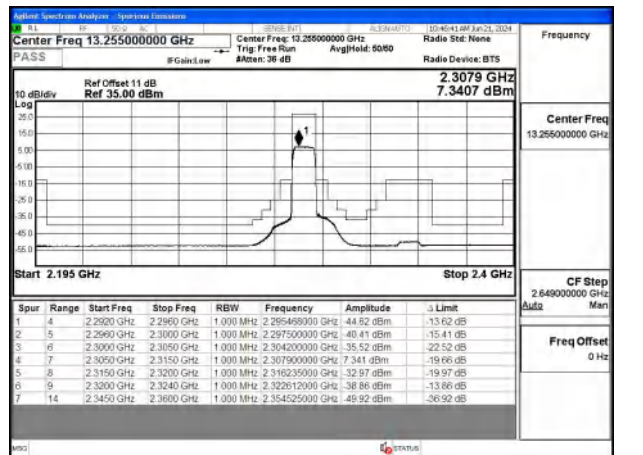 Agilent Spectrum Analyzer - Spurious Emissions
RL RF 50 Ω AC SENSE:INT ALIGN AUTO 10:46:41 AM Jun 21, 2024
Center Freq 13.255000000 GHz
Center Freq: 13.255000000 GHz
Radio Std: None
Trig: Free Run Avg|Hold: 50/50
PASS
IFGain:Low
#Atten: 36 dB
Radio Device: BTS
Frequency
Ref Offset 11 dB
2.3079 GHz
10 dB/div Ref 35.00 dBm
7.3407 dBm
Log
25.0
15.0
5.00
-5.00
-15.0
-25.0
-35.0
-45.0
-55.0
1
Start 2.195 GHz
Stop 2.4 GHz
Center Freq
13.255000000 GHz
CF Step
2.649000000 GHz
Auto Man
Freq Offset
0 Hz
Spur Range Start Freq Stop Freq RBW Frequency Amplitude Δ Limit
1 4 2.2920 GHz 2.2960 GHz 1.000 MHz 2.295468000 GHz -44.62 dBm -13.62 dB
2 5 2.2960 GHz 2.3000 GHz 1.000 MHz 2.297500000 GHz -40.41 dBm -15.41 dB
3 6 2.3000 GHz 2.3050 GHz 1.000 MHz 2.304200000 GHz -35.52 dBm -22.52 dB
4 7 2.3050 GHz 2.3150 GHz 1.000 MHz 2.307900000 GHz 7.341 dBm -19.66 dB
5 8 2.3150 GHz 2.3200 GHz 1.000 MHz 2.316235000 GHz -32.97 dBm -19.97 dB
6 9 2.3200 GHz 2.3240 GHz 1.000 MHz 2.322612000 GHz -38.86 dBm -13.86 dB
7 14 2.3450 GHz 2.3600 GHz 1.000 MHz 2.354525000 GHz -49.92 dBm -36.92 dB
MSG
STATUS